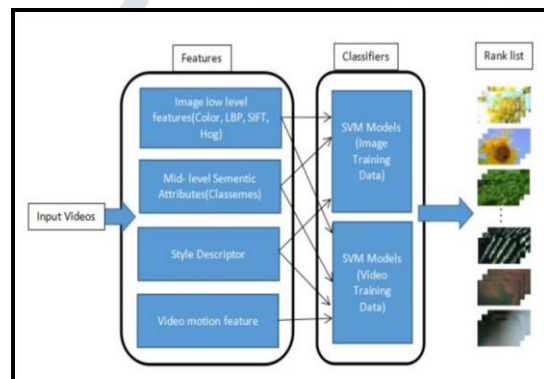 Features
Classifiers
Rank list
Input Videos
Image low level
features(Color, LBP, SIFT,
Hog)
Mid- level Sementic
Attributes(Classemes)
Style Descriptor
Video motion feature
SVM Models
(Image
Training
Data)
SVM Models
(Video
Training
Data)